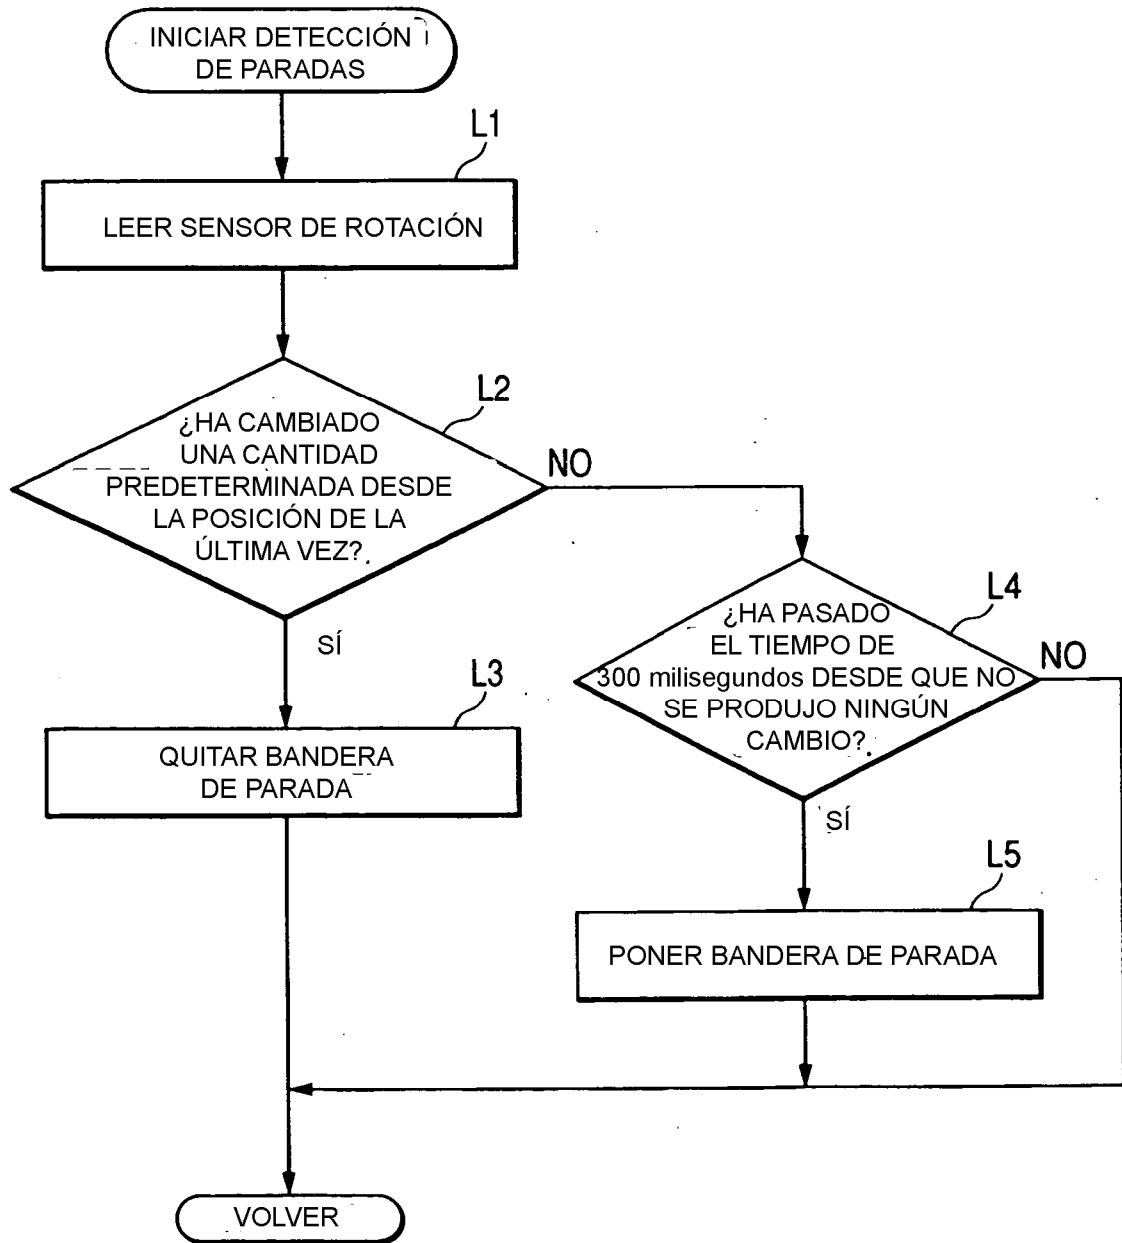 INICIAR DETECCIÓN
DE PARADAS
L1
LEER SENSOR DE ROTACIÓN
L2
¿HA CAMBIADO
UNA CANTIDAD
PREDETERMINADA DESDE
LA POSICIÓN DE LA
ÚLTIMA VEZ?
NO
SÍ
L3
QUITAR BANDERA
DE PARADA
L4
¿HA PASADO
EL TIEMPO DE
300 milisegundos DESDE QUE NO
SE PRODUJO NINGÚN
CAMBIO?
NO
SÍ
L5
PONER BANDERA DE PARADA
VOLVER